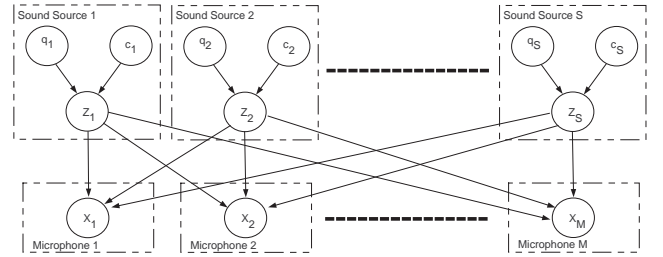 Sound Source 1 Sound Source 2 Sound Source S
q1 c1 q2 c2 qS cS
Z1 Z2 ZS
X1 X2 XM
Microphone 1 Microphone 2 Microphone M